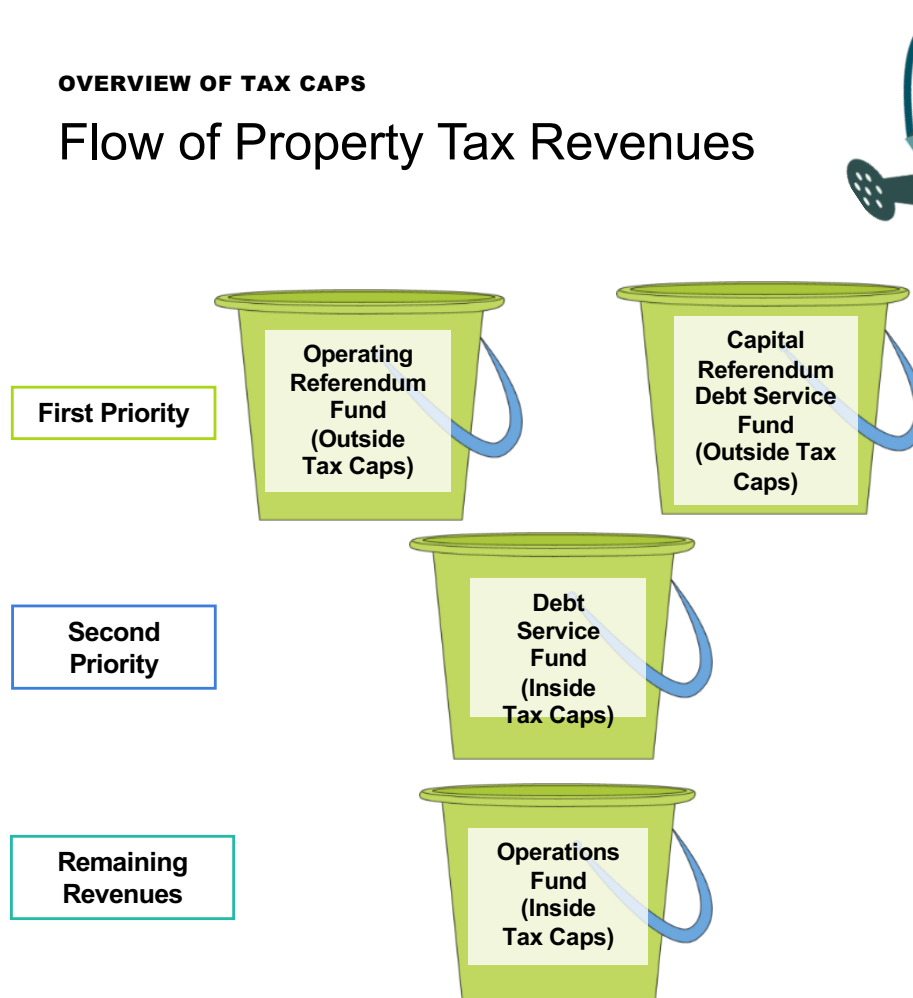 OVERVIEW OF TAX CAPS
Flow of Property Tax Revenues
First Priority
Operating
Referendum
Fund
(Outside
Tax Caps)
Capital
Referendum
Debt Service
Fund
(Outside Tax
Caps)
Second
Priority
Debt
Service
Fund
(Inside
Tax Caps)
Remaining
Revenues
Operations
Fund
(Inside
Tax Caps)